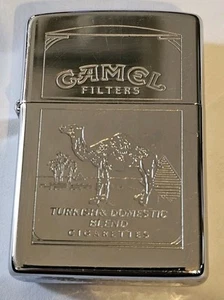 CAMEL
FILTERS
TURKISH & DOMESTIC
BLEND
CIGARETTES